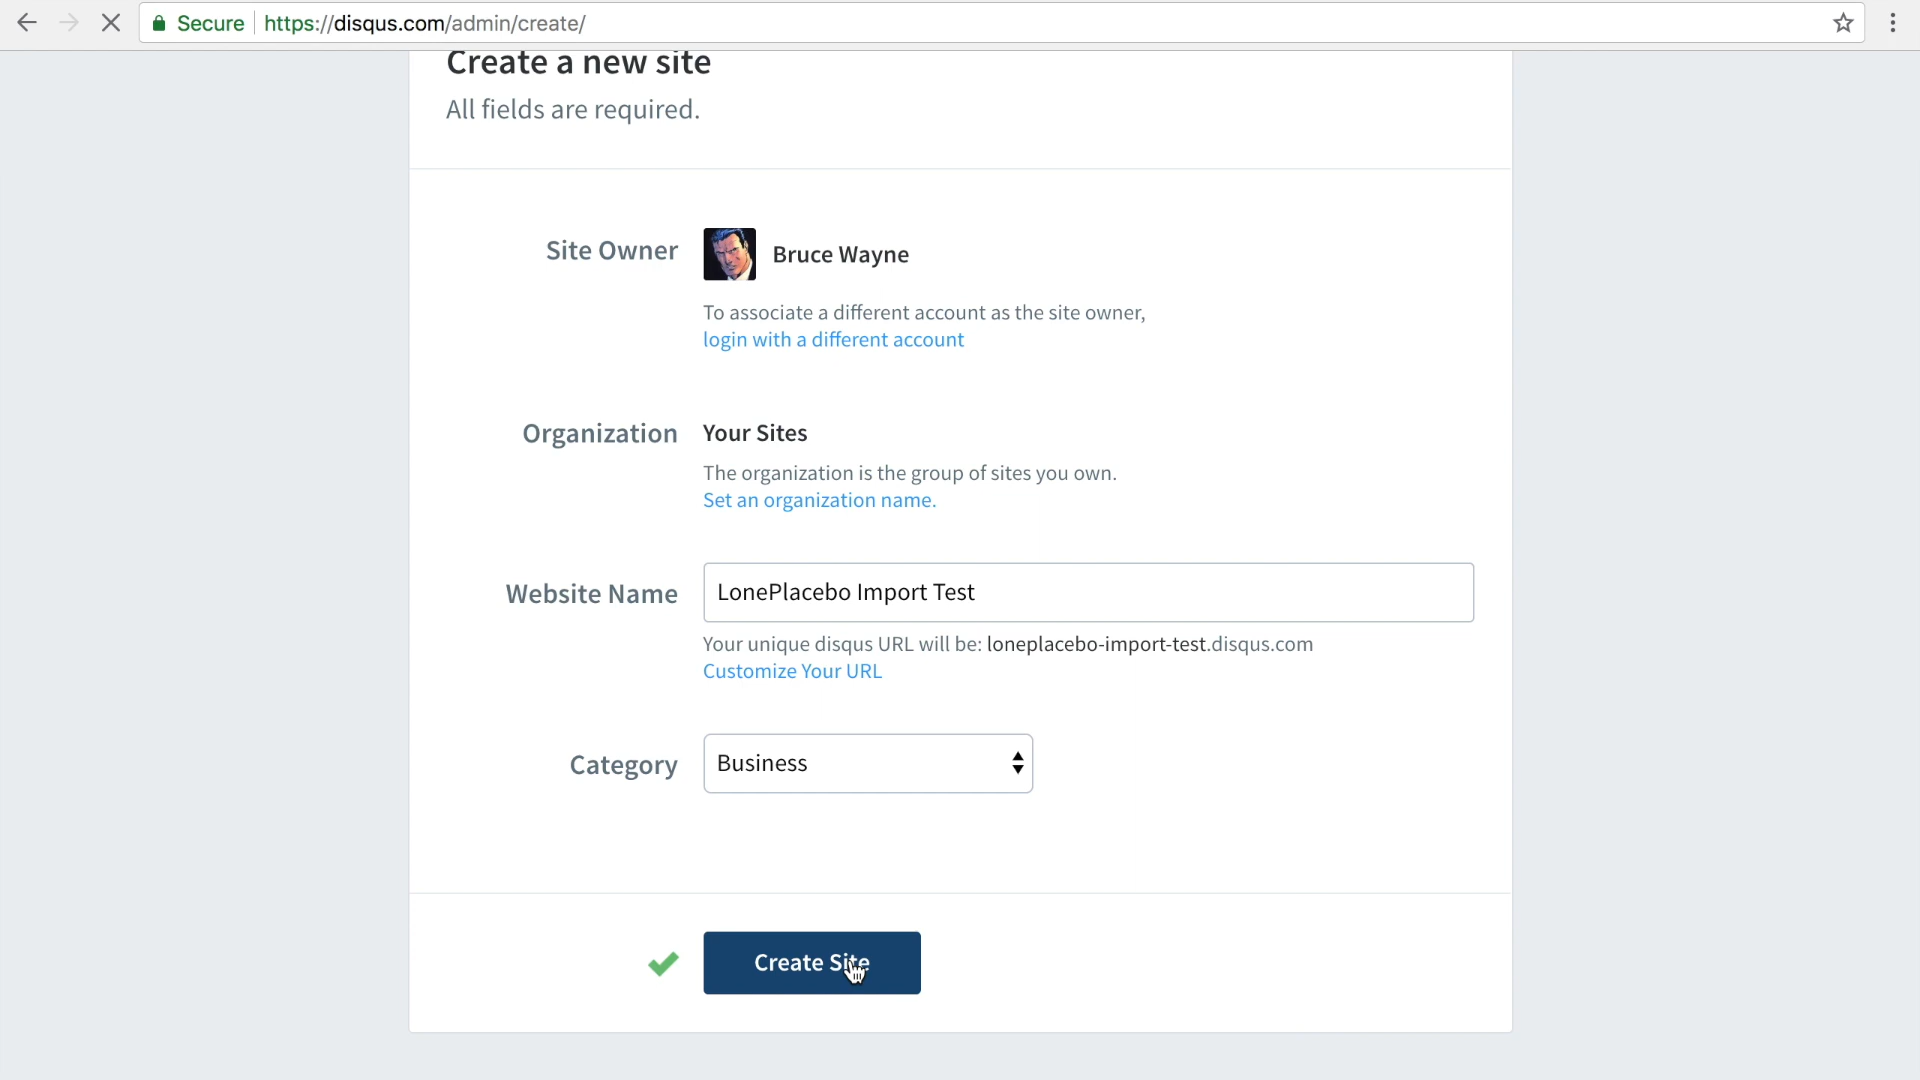 Secure https://disqus.com/admin/create/
Create a new site
All fields are required.
Site Owner Bruce Wayne
To associate a different account as the site owner,
login with a different account
Organization Your Sites
The organization is the group of sites you own.
Set an organization name.
Website Name LonePlacebo Import Test
Your unique disqus URL will be: loneplacebo-import-test.disqus.com
Customize Your URL
Category Business
Create Site